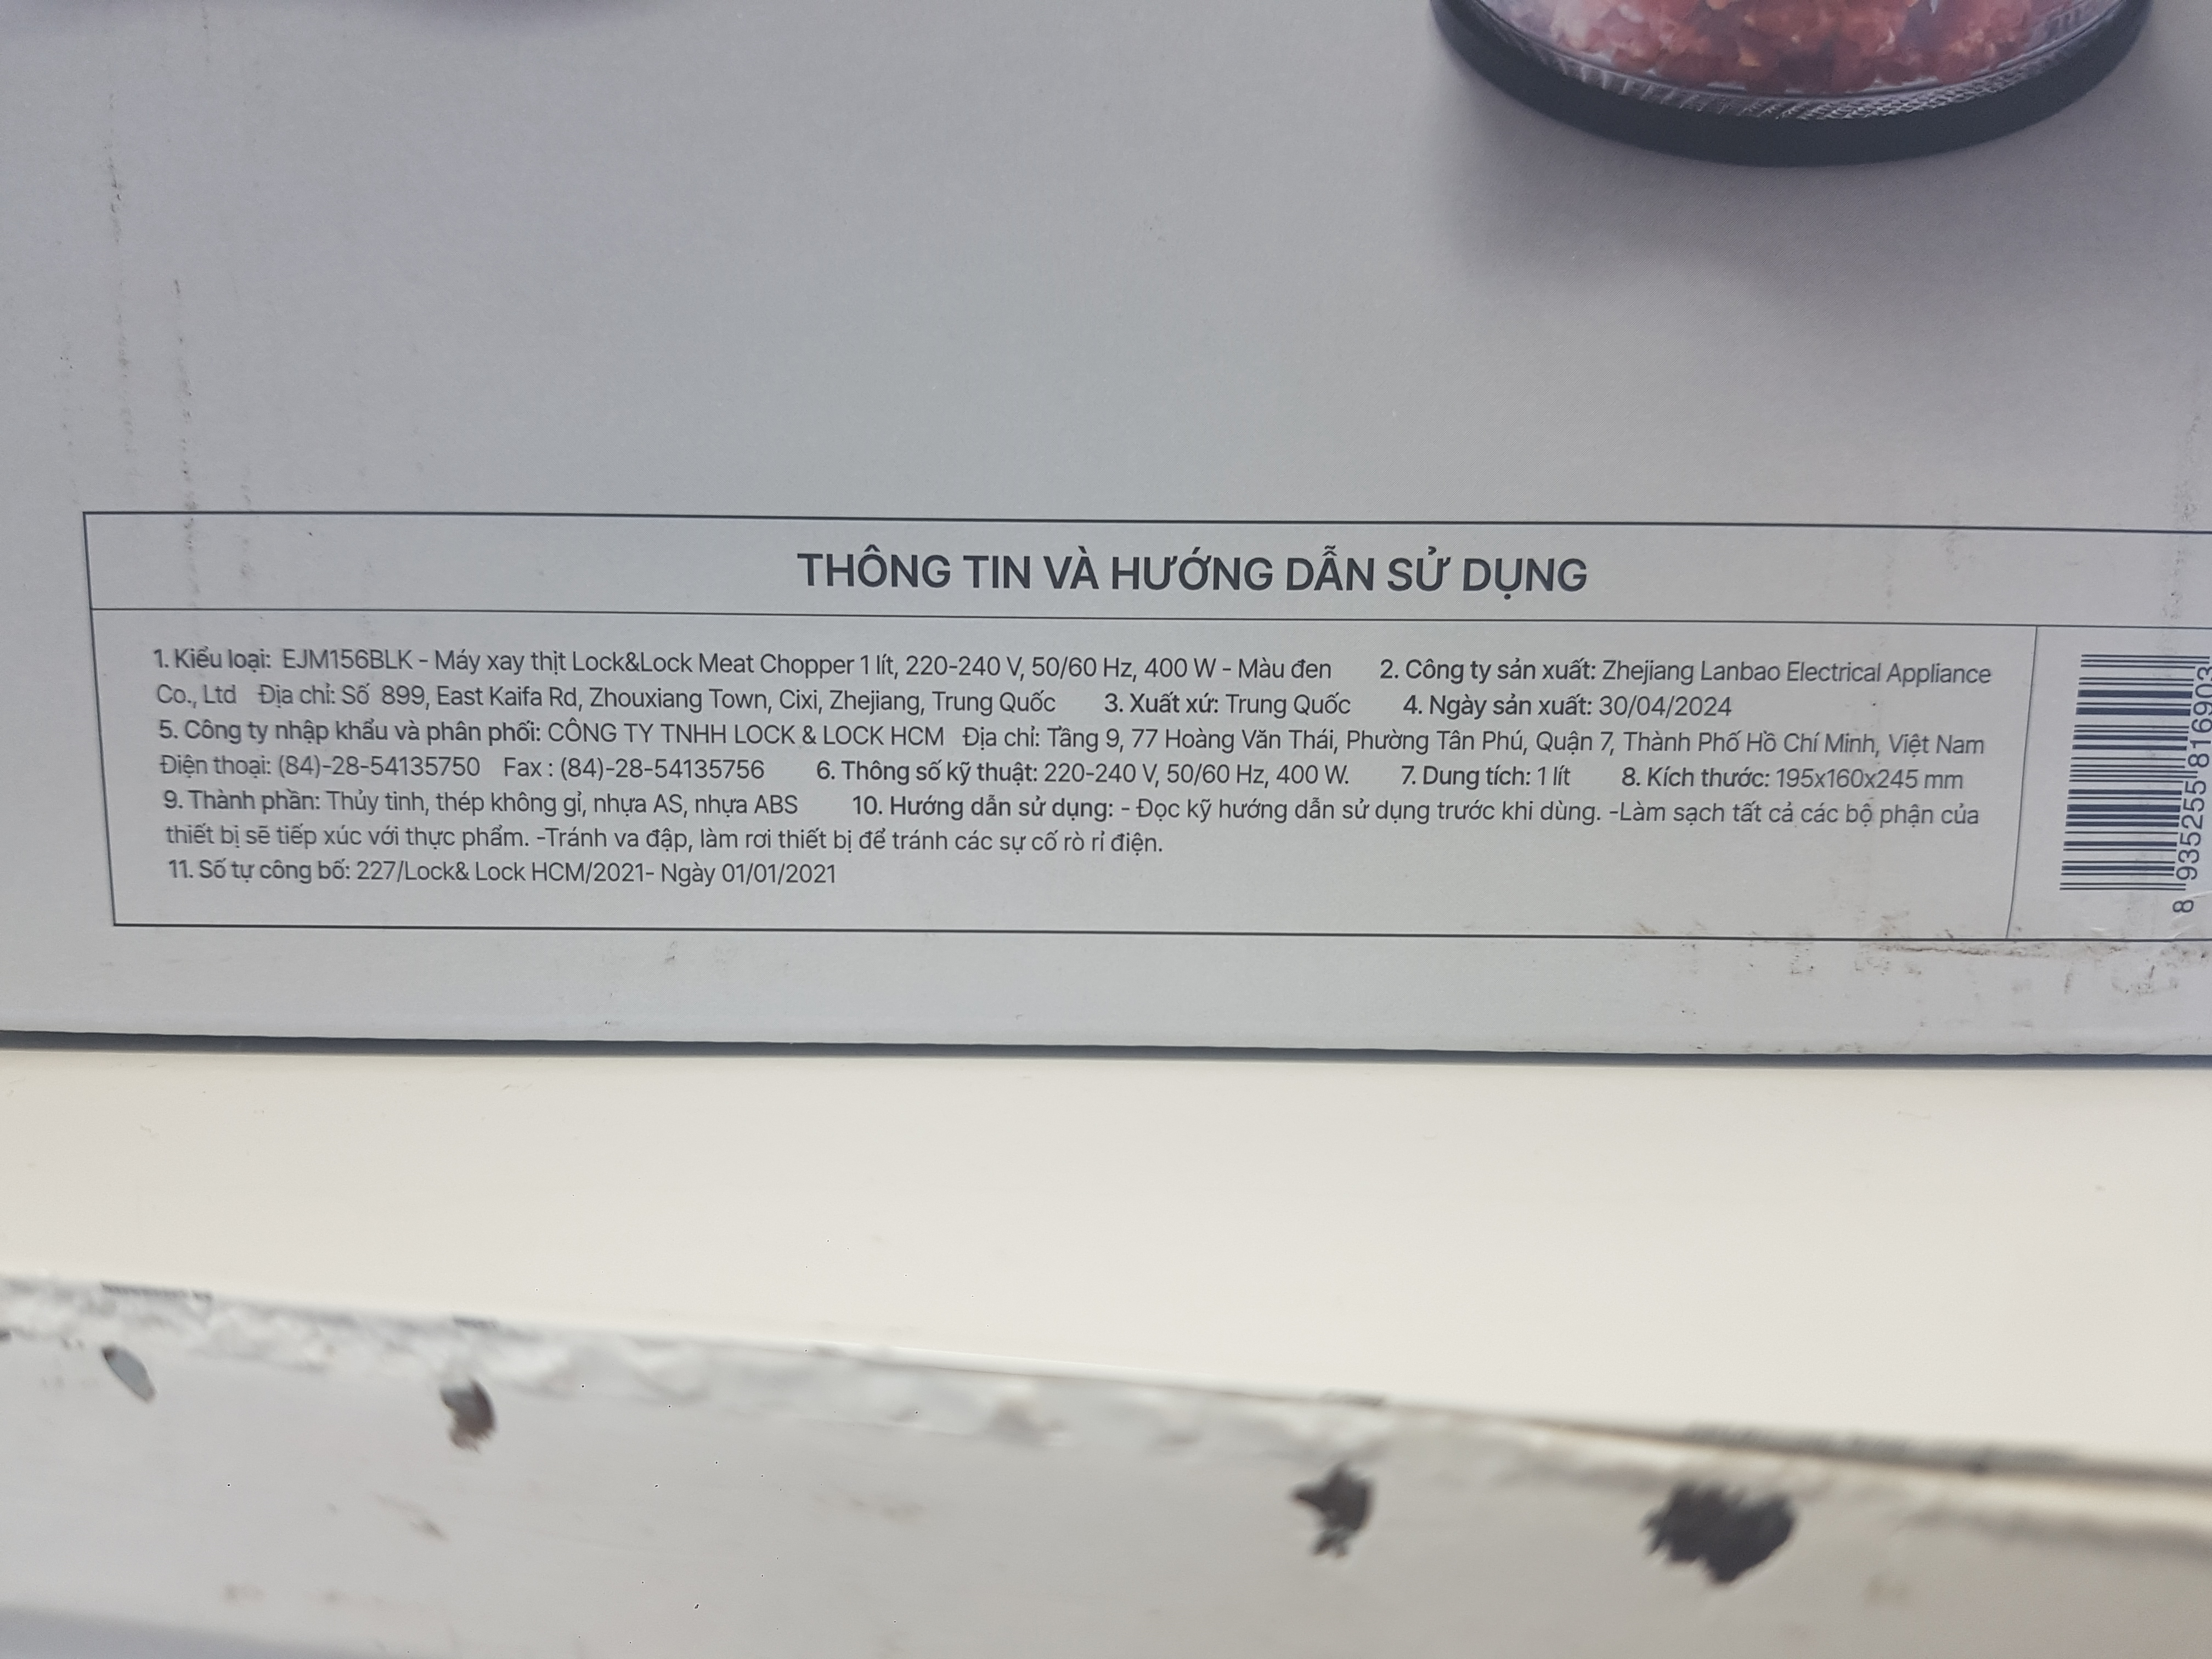 THÔNG TIN VÀ HƯỚNG DẪN SỬ DỤNG
1. Kiểu loại: EJM156BLK - Máy xay thịt Lock&Lock Meat Chopper 1 lít, 220-240 V, 50/60 Hz, 400 W - Màu đen 2. Công ty sản xuất: Zhejiang Lanbao Electrical Appliance
Co., Ltd Địa chỉ: Số 899, East Kaifa Rd, Zhouxiang Town, Cixi, Zhejiang, Trung Quốc 3. Xuất xứ: Trung Quốc 4. Ngày sản xuất: 30/04/2024
5. Công ty nhập khẩu và phân phối: CÔNG TY TNHH LOCK & LOCK HCM Địa chỉ: Tầng 9, 77 Hoàng Văn Thái, Phường Tân Phú, Quận 7, Thành Phố Hồ Chí Minh, Việt Nam
Điện thoại: (84)-28-54135750 Fax : (84)-28-54135756 6. Thông số kỹ thuật: 220-240 V, 50/60 Hz, 400 W. 7. Dung tích: 1 lít 8. Kích thước: 195x160x245 mm
9. Thành phần: Thủy tinh, thép không gỉ, nhựa AS, nhựa ABS 10. Hướng dẫn sử dụng: - Đọc kỹ hướng dẫn sử dụng trước khi dùng. -Làm sạch tất cả các bộ phận của
thiết bị sẽ tiếp xúc với thực phẩm. -Tránh va đập, làm rơi thiết bị để tránh các sự cố rò rỉ điện.
11. Số tự công bố: 227/Lock& Lock HCM/2021- Ngày 01/01/2021
8 935255 816903